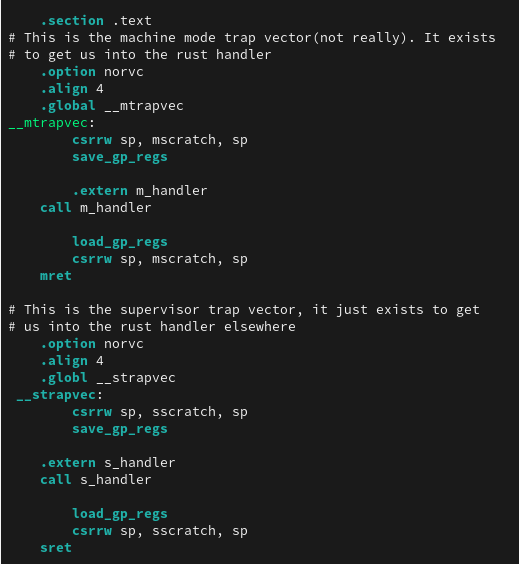 .section .text
# This is the machine mode trap vector(not really). It exists
# to get us into the rust handler
    .option norvc
    .align 4
    .global __mtrapvec
__mtrapvec:
        csrrw sp, mscratch, sp
        save_gp_regs

        .extern m_handler
    call m_handler

        load_gp_regs
        csrrw sp, mscratch, sp
    mret

# This is the supervisor trap vector, it just exists to get
# us into the rust handler elsewhere
    .option norvc
    .align 4
    .globl __strapvec
 __strapvec:
        csrrw sp, sscratch, sp
        save_gp_regs

    .extern s_handler
    call s_handler

        load_gp_regs
        csrrw sp, sscratch, sp
    sret